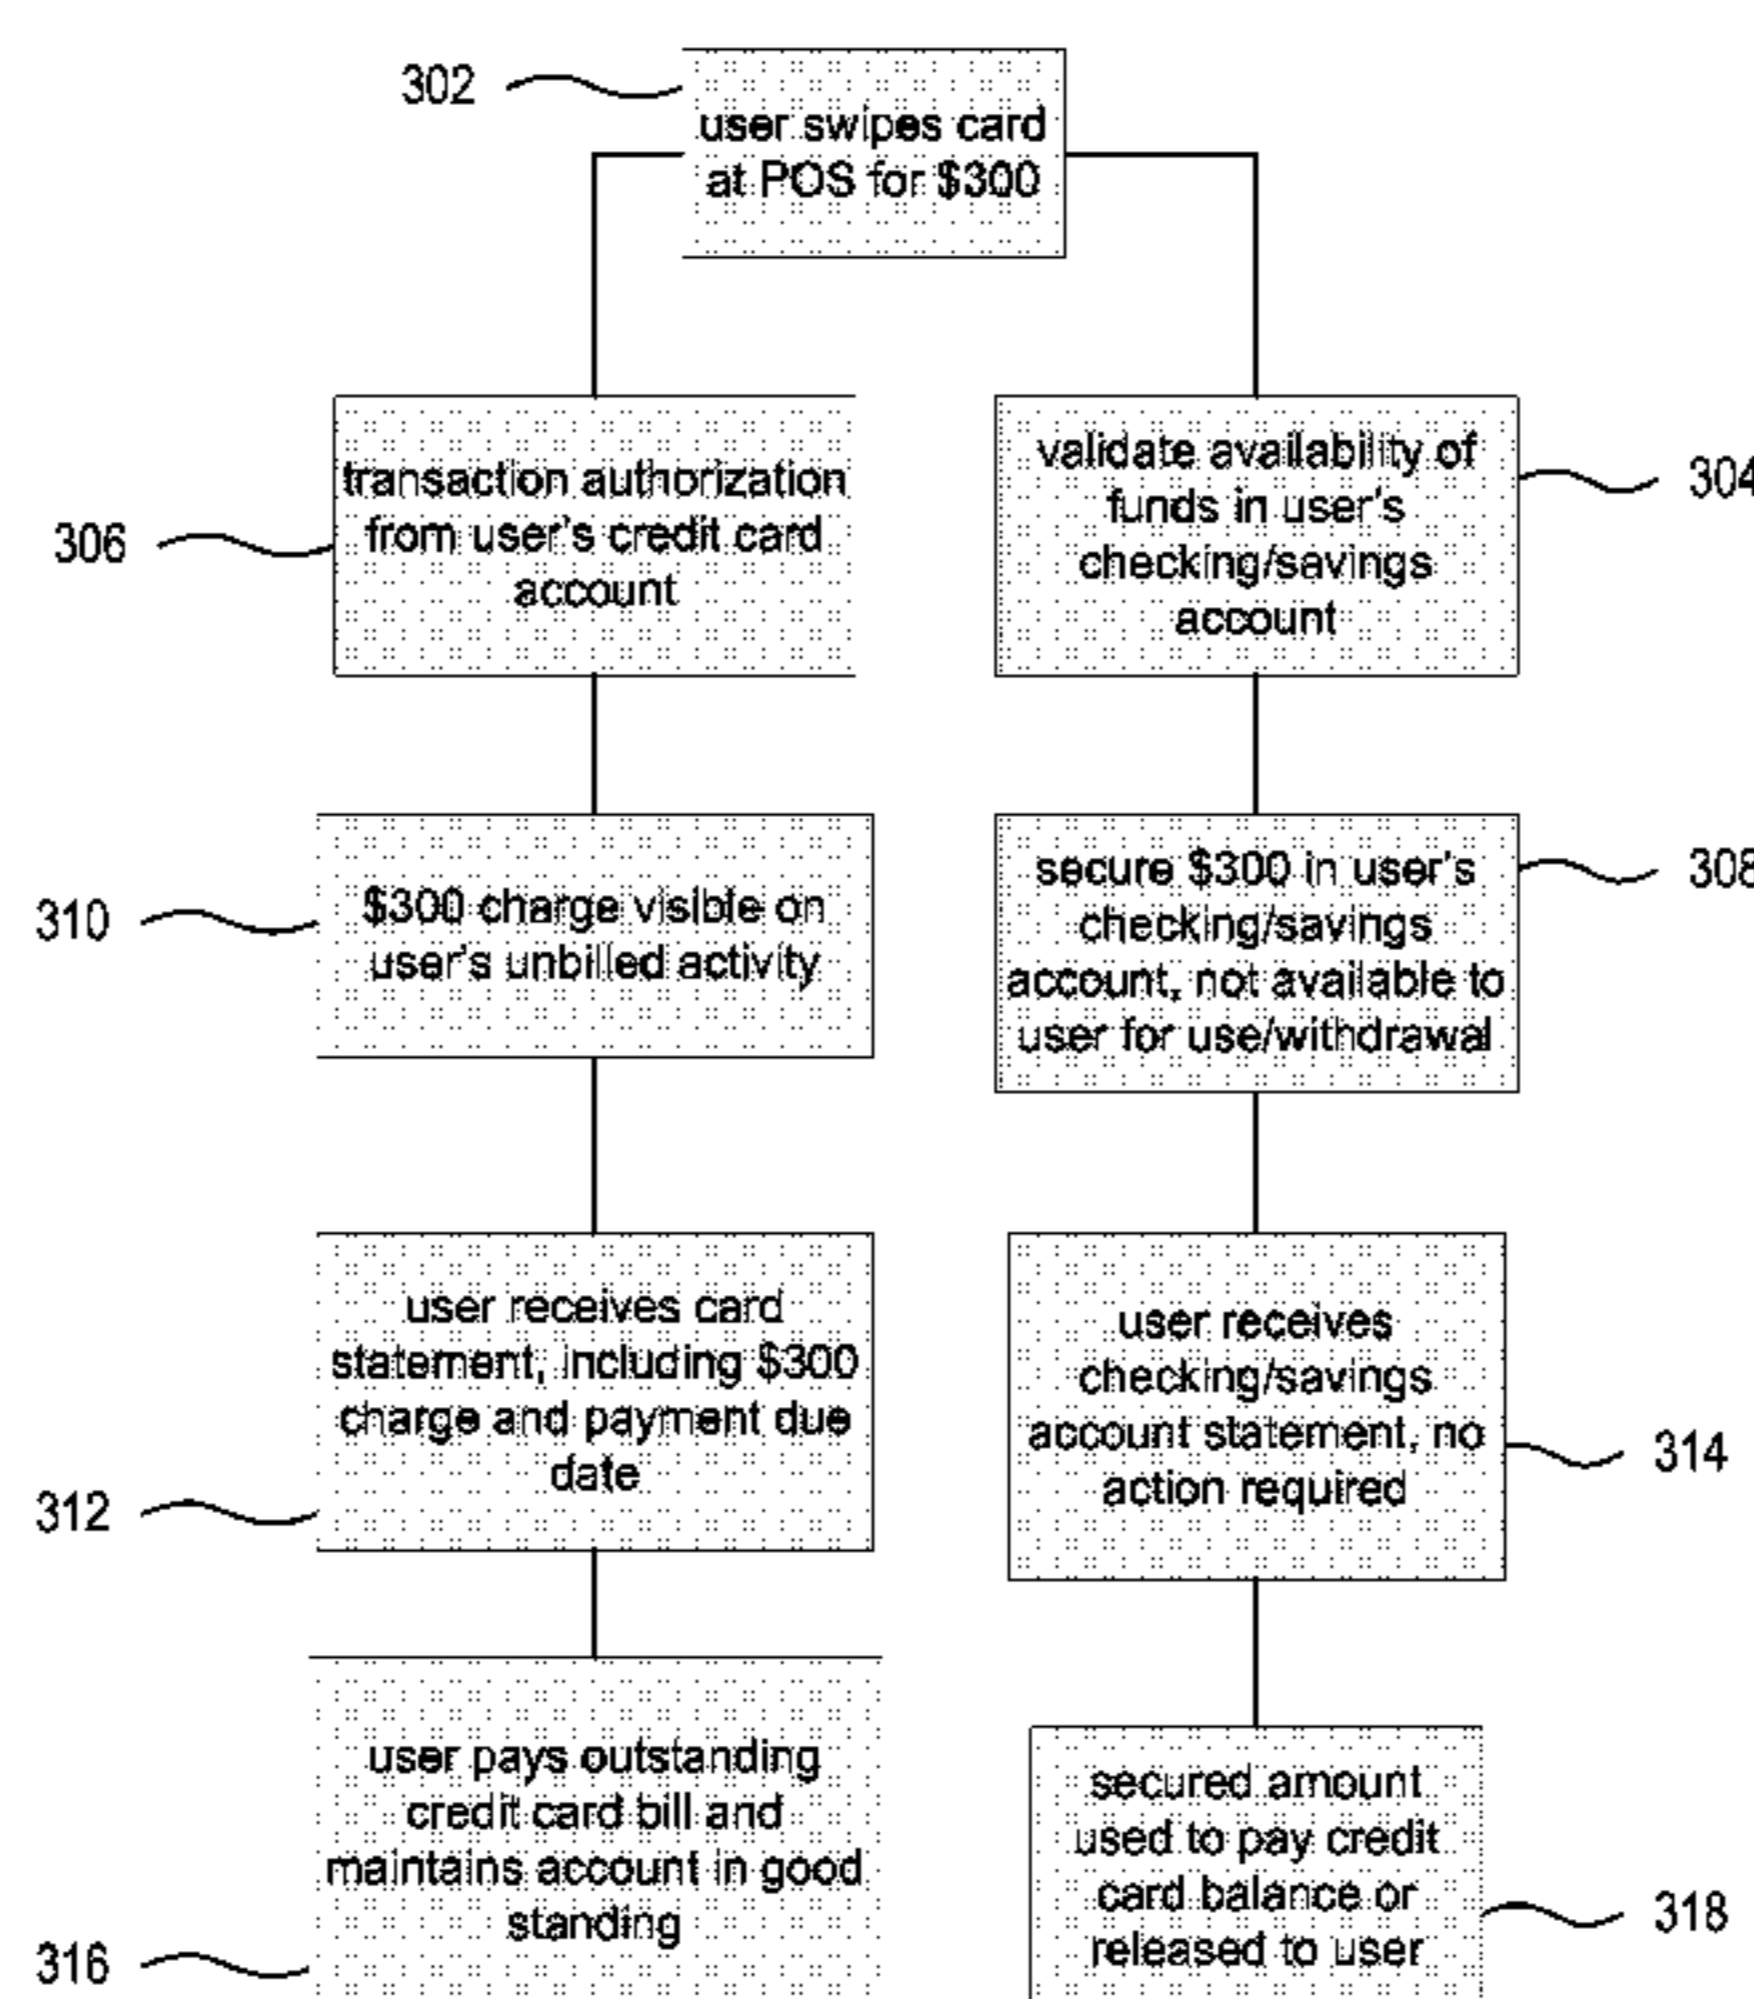 302
user swipes card
at POS for $300
306
transaction authorization
from user's credit card
account
validate availability of
funds in user's
checking/savings
account
304
310
$300 charge visible on
user's unbilled activity
secure $300 in user's
checking/savings
account, not available to
user for use/withdrawal
308
312
user receives card
statement, including $300
charge and payment due
date
user receives
checking/savings
account statement, no
action required
314
316
user pays outstanding
credit card bill and
maintains account in good
standing
secured amount
used to pay credit
card balance or
released to user
318